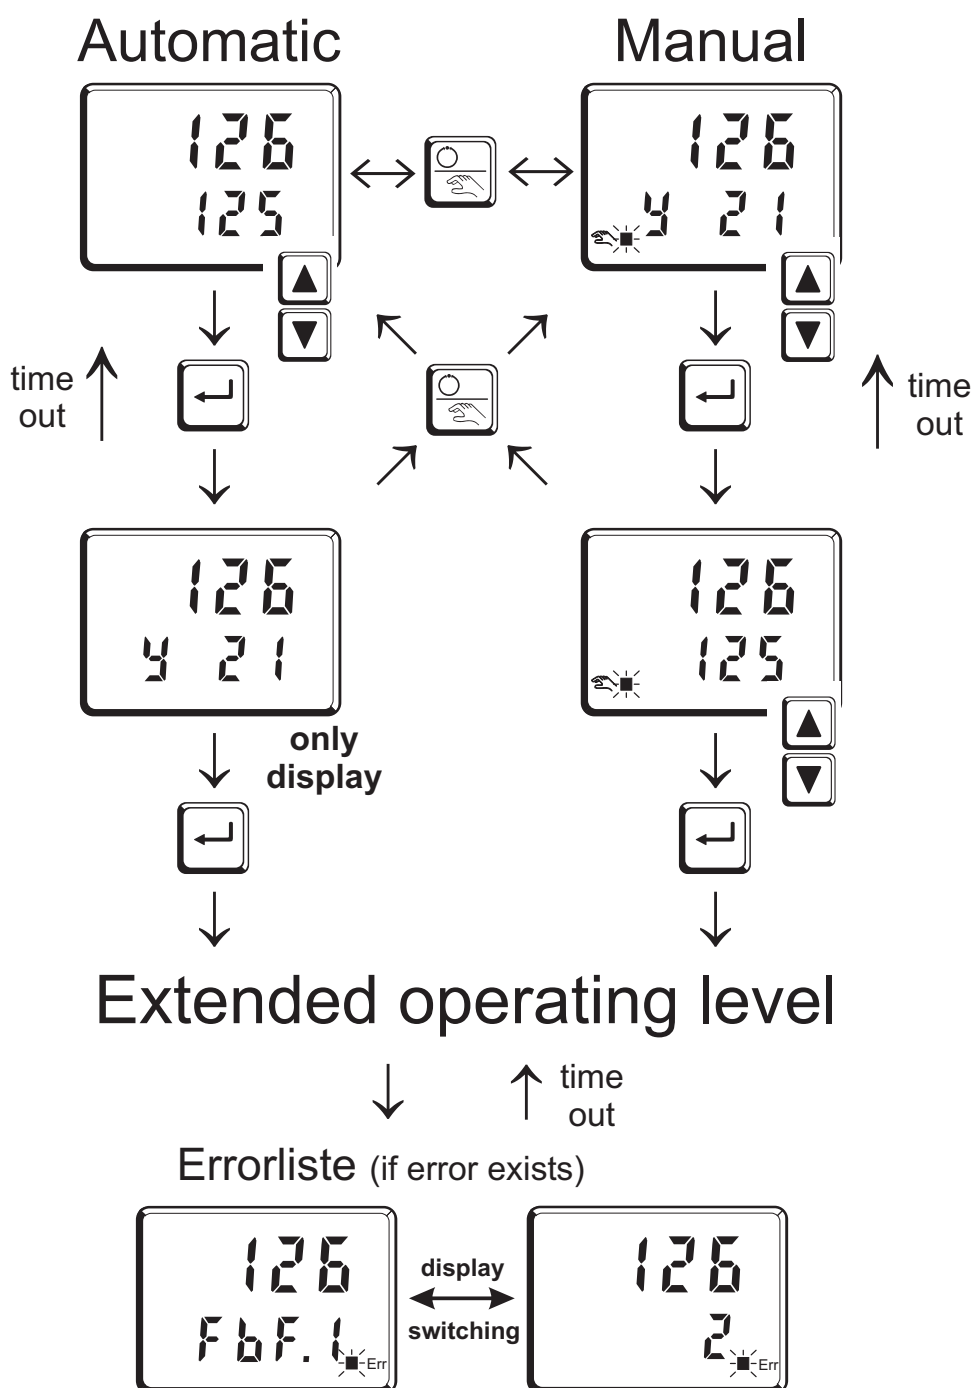 Automatic
Manual
126
125
126
Y 21
time
out
time
out
126
Y 21
only
display
126
125
Extended operating level
time
out
Errorliste (if error exists)
126
FbF.1
Err
display
switching
126
2
Err